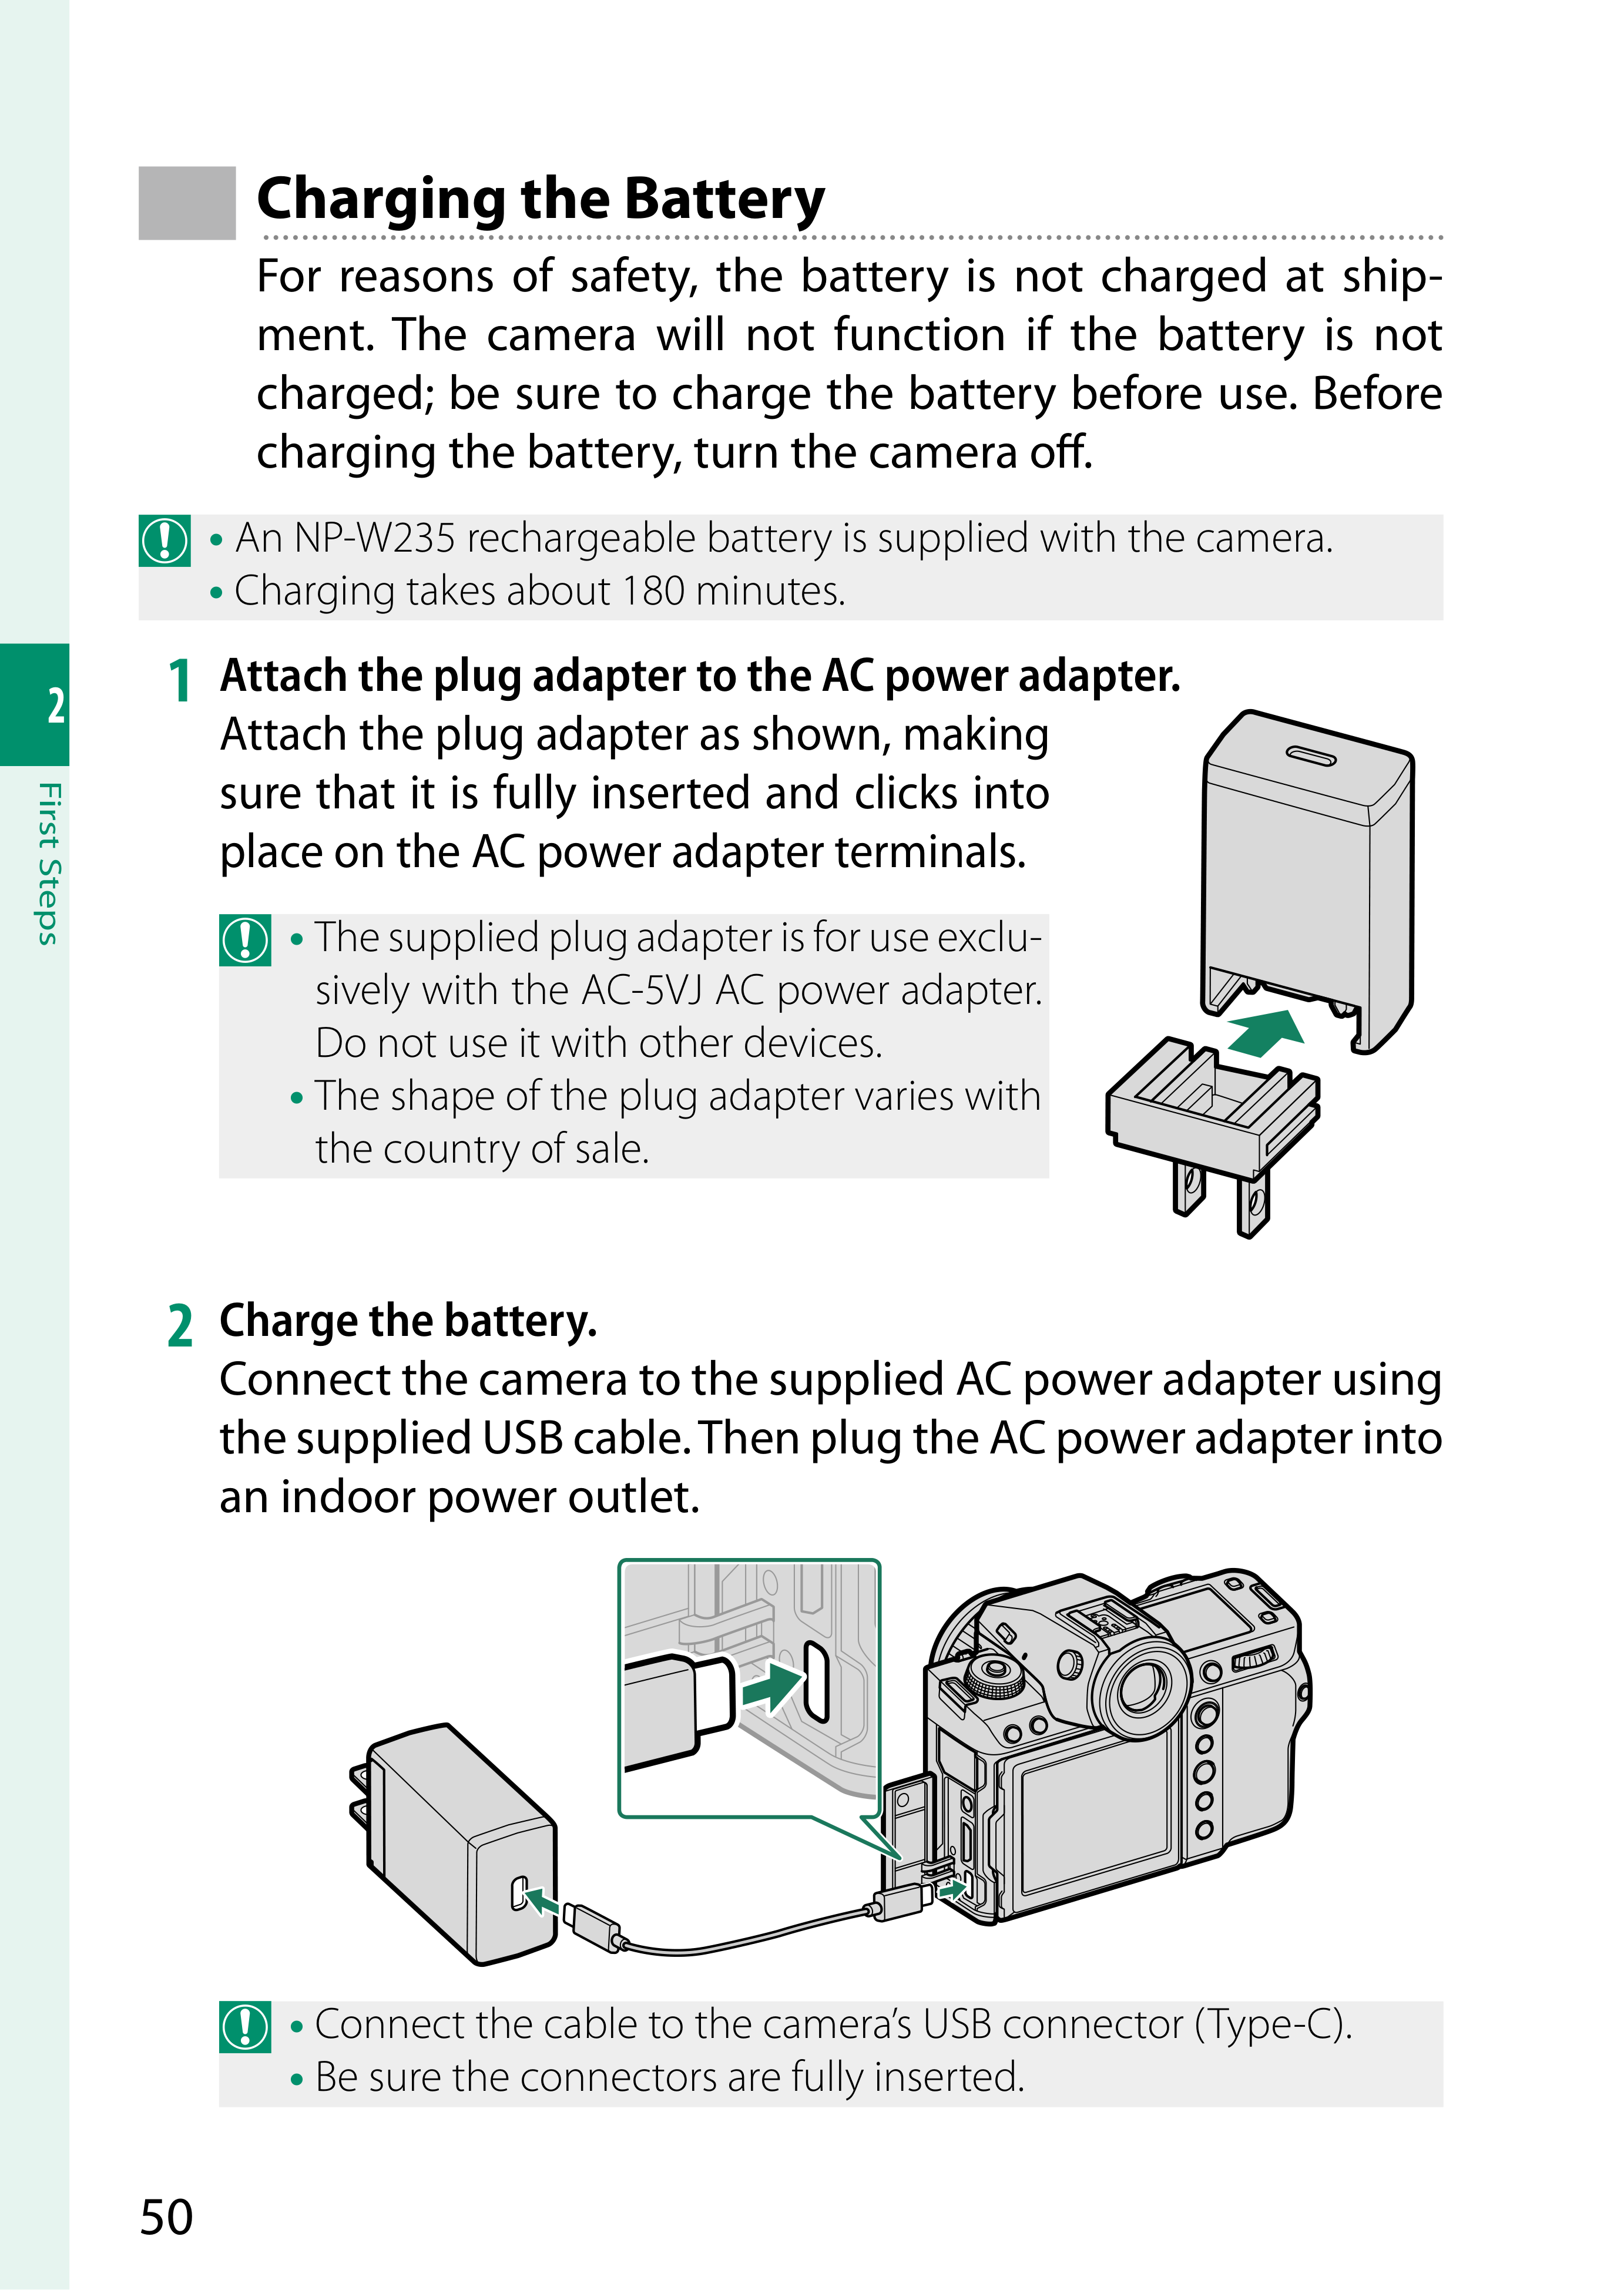 Charging the Battery
For reasons of safety, the battery is not charged at ship-
ment. The camera will not function if the battery is not
charged; be sure to charge the battery before use. Before
charging the battery, turn the camera off.
• An NP-W235 rechargeable battery is supplied with the camera.
• Charging takes about 180 minutes.
1 Attach the plug adapter to the AC power adapter.
Attach the plug adapter as shown, making
sure that it is fully inserted and clicks into
place on the AC power adapter terminals.
• The supplied plug adapter is for use exclu-
sively with the AC-5VJ AC power adapter.
Do not use it with other devices.
• The shape of the plug adapter varies with
the country of sale.
2 Charge the battery.
Connect the camera to the supplied AC power adapter using
the supplied USB cable. Then plug the AC power adapter into
an indoor power outlet.
• Connect the cable to the camera’s USB connector (Type-C).
• Be sure the connectors are fully inserted.
2
First Steps
50